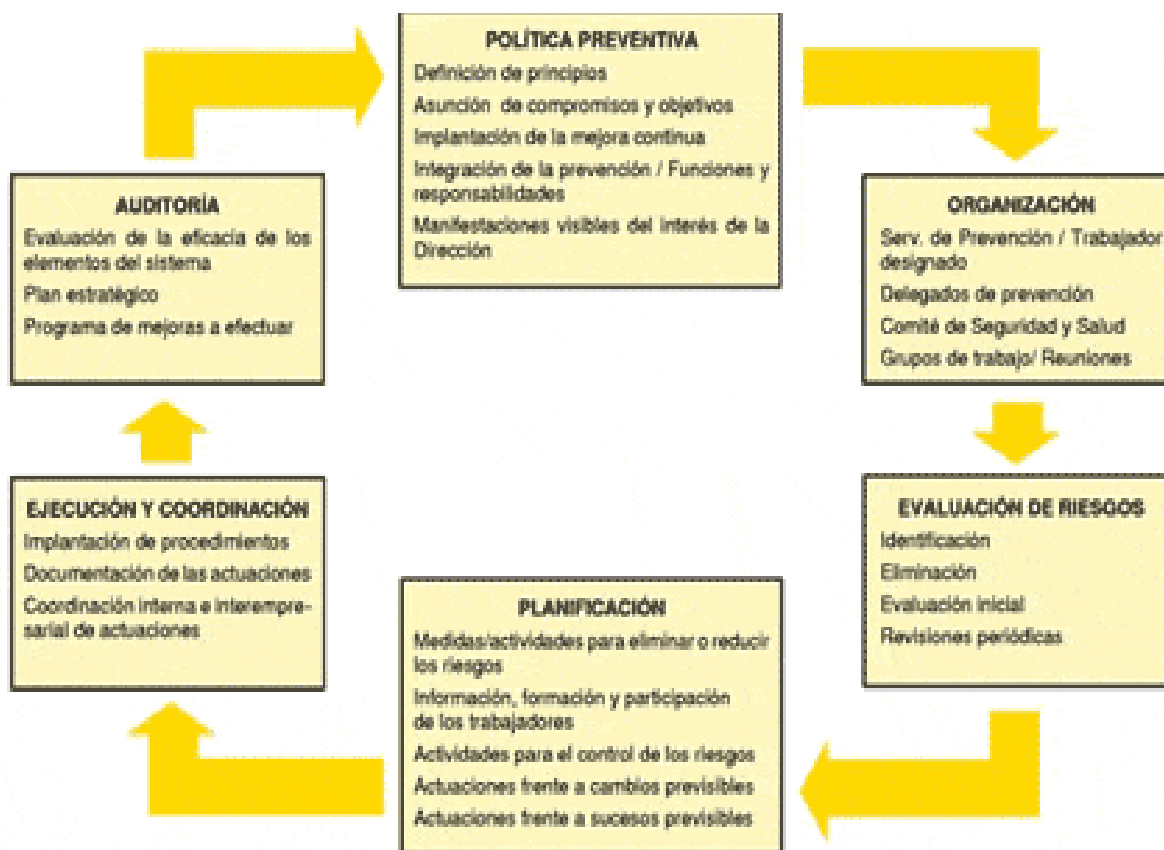 POLÍTICA PREVENTIVA
Definición de principios
Asunción de compromisos y objetivos
Implantación de la mejora continua
Integración de la prevención / Funciones y
responsabilidades
Manifestaciones visibles del interés de la
Dirección
ORGANIZACIÓN
Serv. de Prevención / Trabajador
designado
Delegados de prevención
Comité de Seguridad y Salud
Grupos de trabajo/ Reuniones
EVALUACIÓN DE RIESGOS
Identificación
Eliminación
Evaluación inicial
Revisiones periódicas
PLANIFICACIÓN
Medidas/actividades para eliminar o reducir
los riesgos
Información, formación y participación
de los trabajadores
Actividades para el control de los riesgos
Actuaciones frente a cambios previsibles
Actuaciones frente a sucesos previsibles
EJECUCIÓN Y COORDINACIÓN
Implantación de procedimientos
Documentación de las actuaciones
Coordinación interna e interempre-
sarial de actuaciones
AUDITORÍA
Evaluación de la eficacia de los
elementos del sistema
Plan estratégico
Programa de mejoras a efectuar